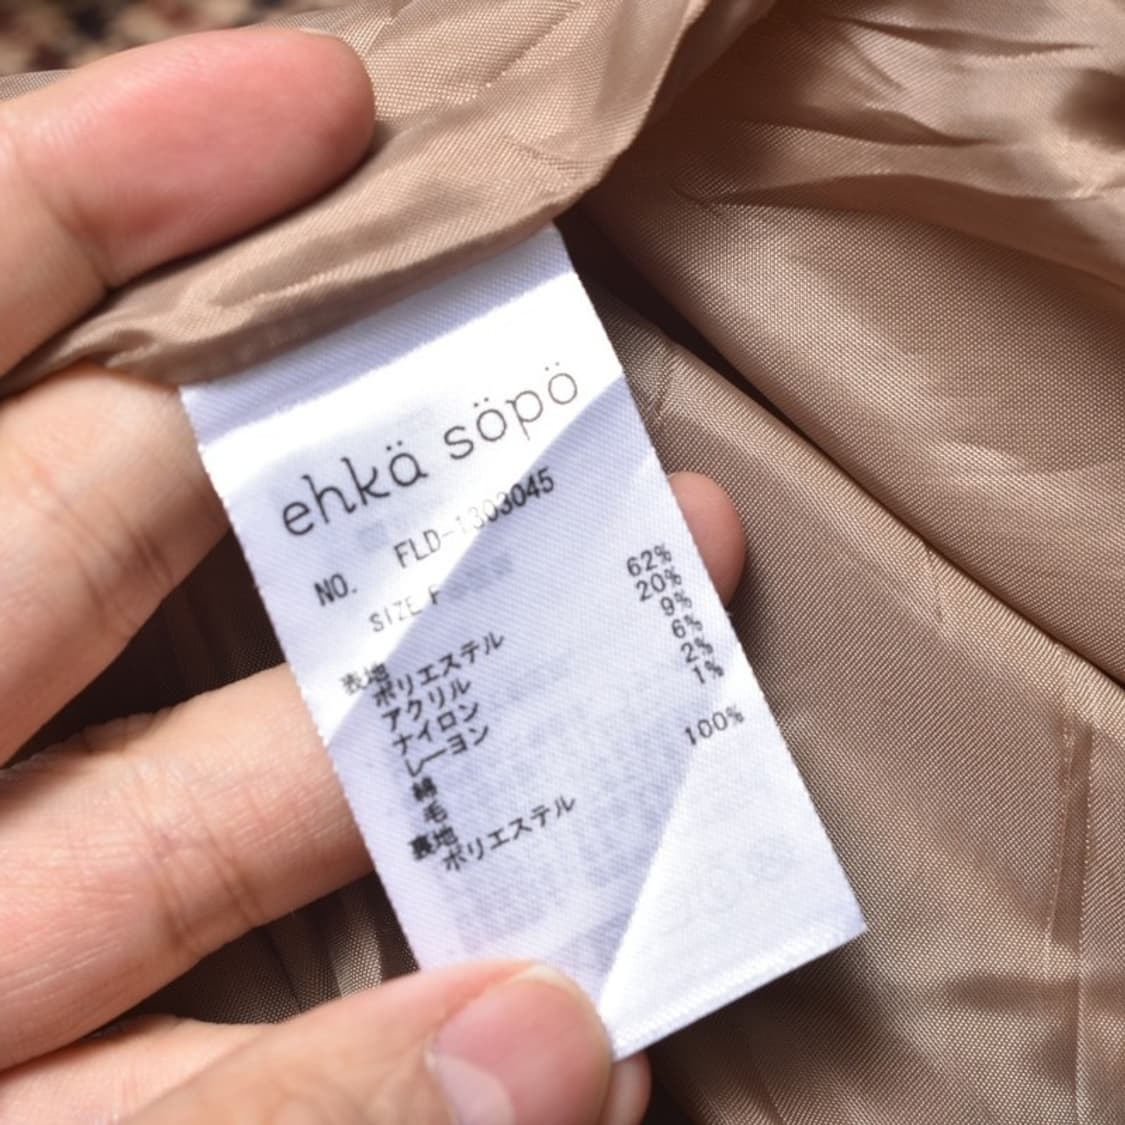 ehkä söpö
NO. FLD-1303045
SIZE F
表地
ポリエステル 62%
アクリル 20%
ナイロン 9%
レーヨン 6%
綿 2%
毛 1%
裏地
ポリエステル 100%